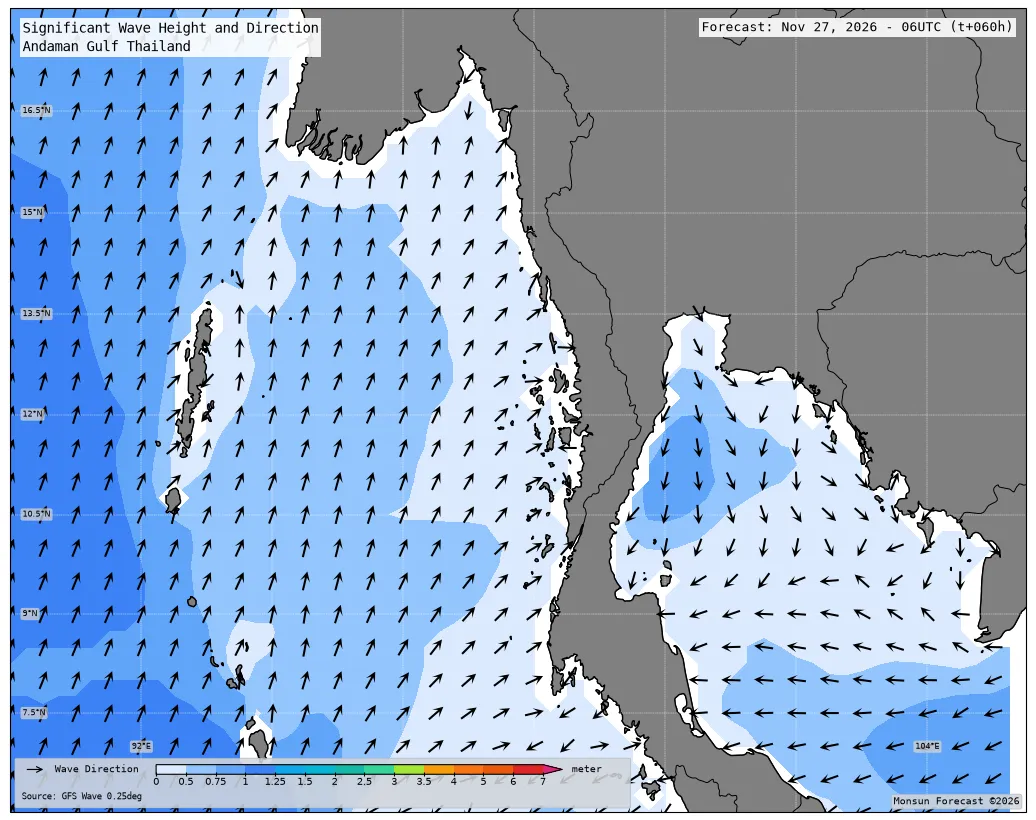 Significant Wave Height and Direction
Andaman Gulf Thailand
Forecast: Nov 27, 2026 - 06UTC (t+060h)
16.5°N
15°N
13.5°N
12°N
10.5°N
9°N
7.5°N
92°E
104°E
Wave Direction
meter
0.5 0.75 1 1.25 1.5 2 2.5 3 3.5 4 5 6 7
Source: GFS Wave 0.25deg
Monsun Forecast ©2026